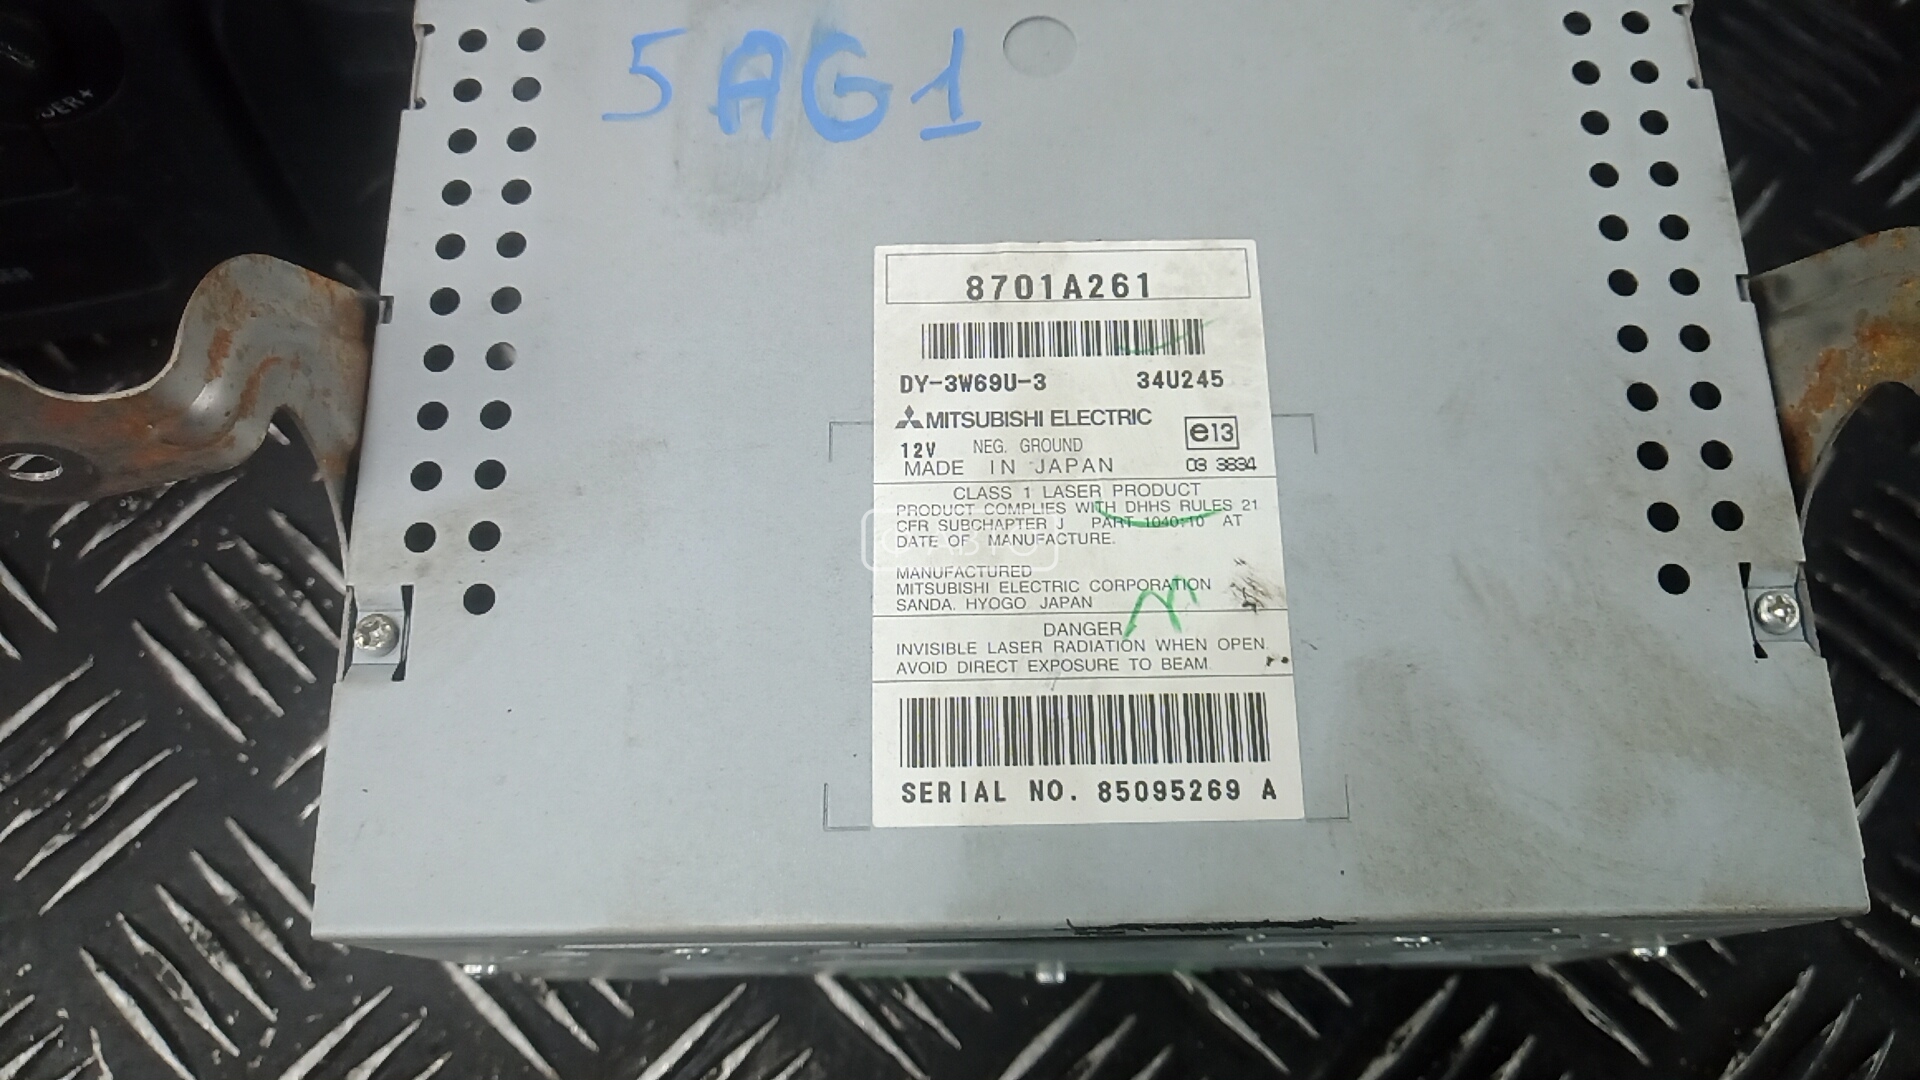 5AG1
8701A261
DY-3W69U-3 34U245
MITSUBISHI ELECTRIC
e13
12V NEG. GROUND
MADE IN JAPAN 03 3834
CLASS 1 LASER PRODUCT
PRODUCT COMPLIES WITH DHHS RULES 21
CFR SUBCHAPTER J PART 1040.10 AT
DATE OF MANUFACTURE.
MANUFACTURED
MITSUBISHI ELECTRIC CORPORATION
SANDA. HYOGO JAPAN
DANGER
INVISIBLE LASER RADIATION WHEN OPEN.
AVOID DIRECT EXPOSURE TO BEAM.
SERIAL NO. 85095269 A